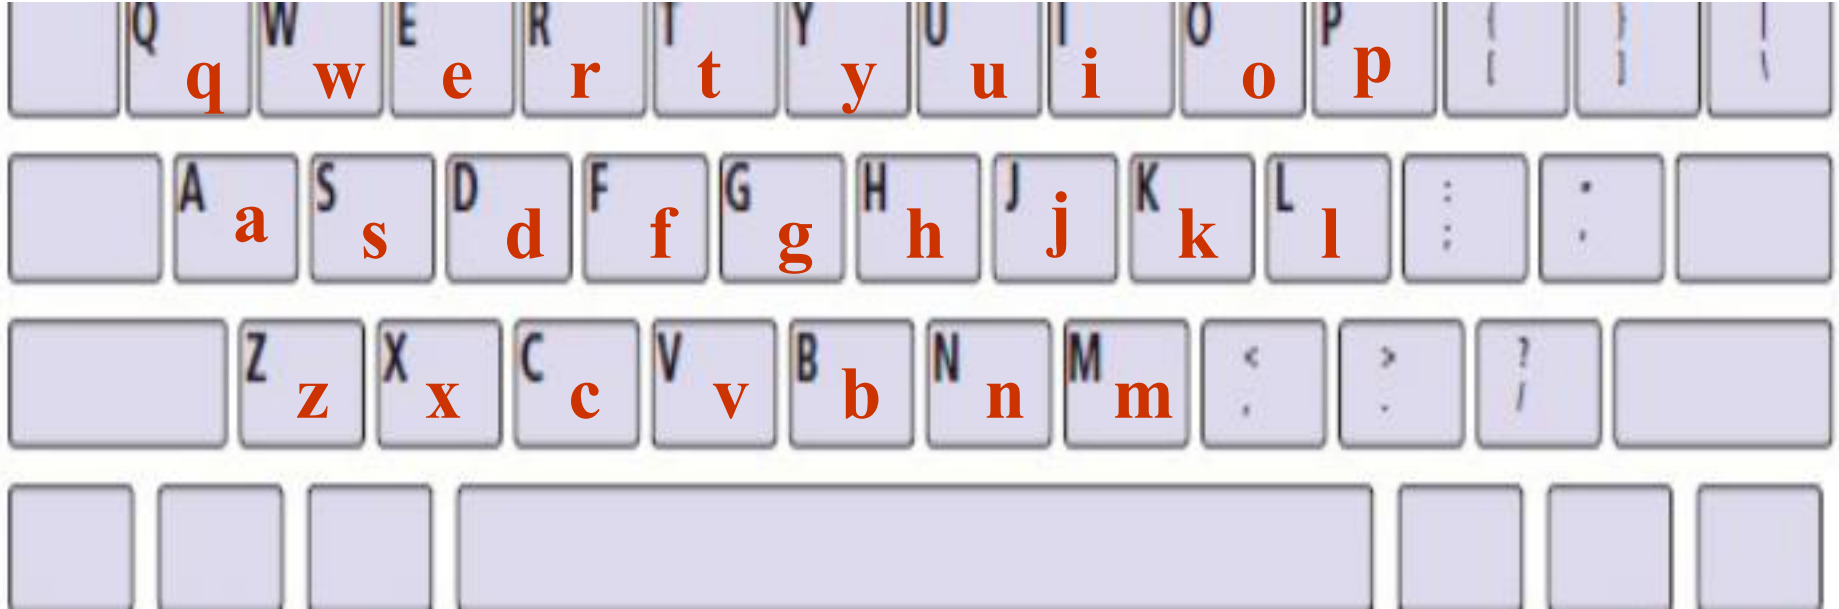 Q q W w E e R r T t Y y U u I i O o P p { [ } ] | \
A a S s D d F f G g H h J j K k L l : ; " '
Z z X x C c V v B b N n M m < , > . ? /